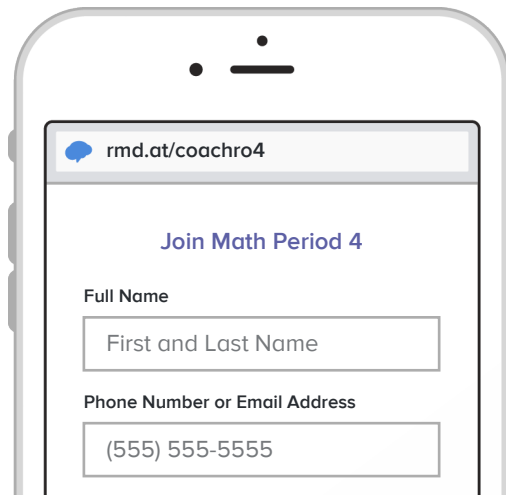 rmd.at/coachro4
Join Math Period 4
Full Name
First and Last Name
Phone Number or Email Address
(555) 555-5555